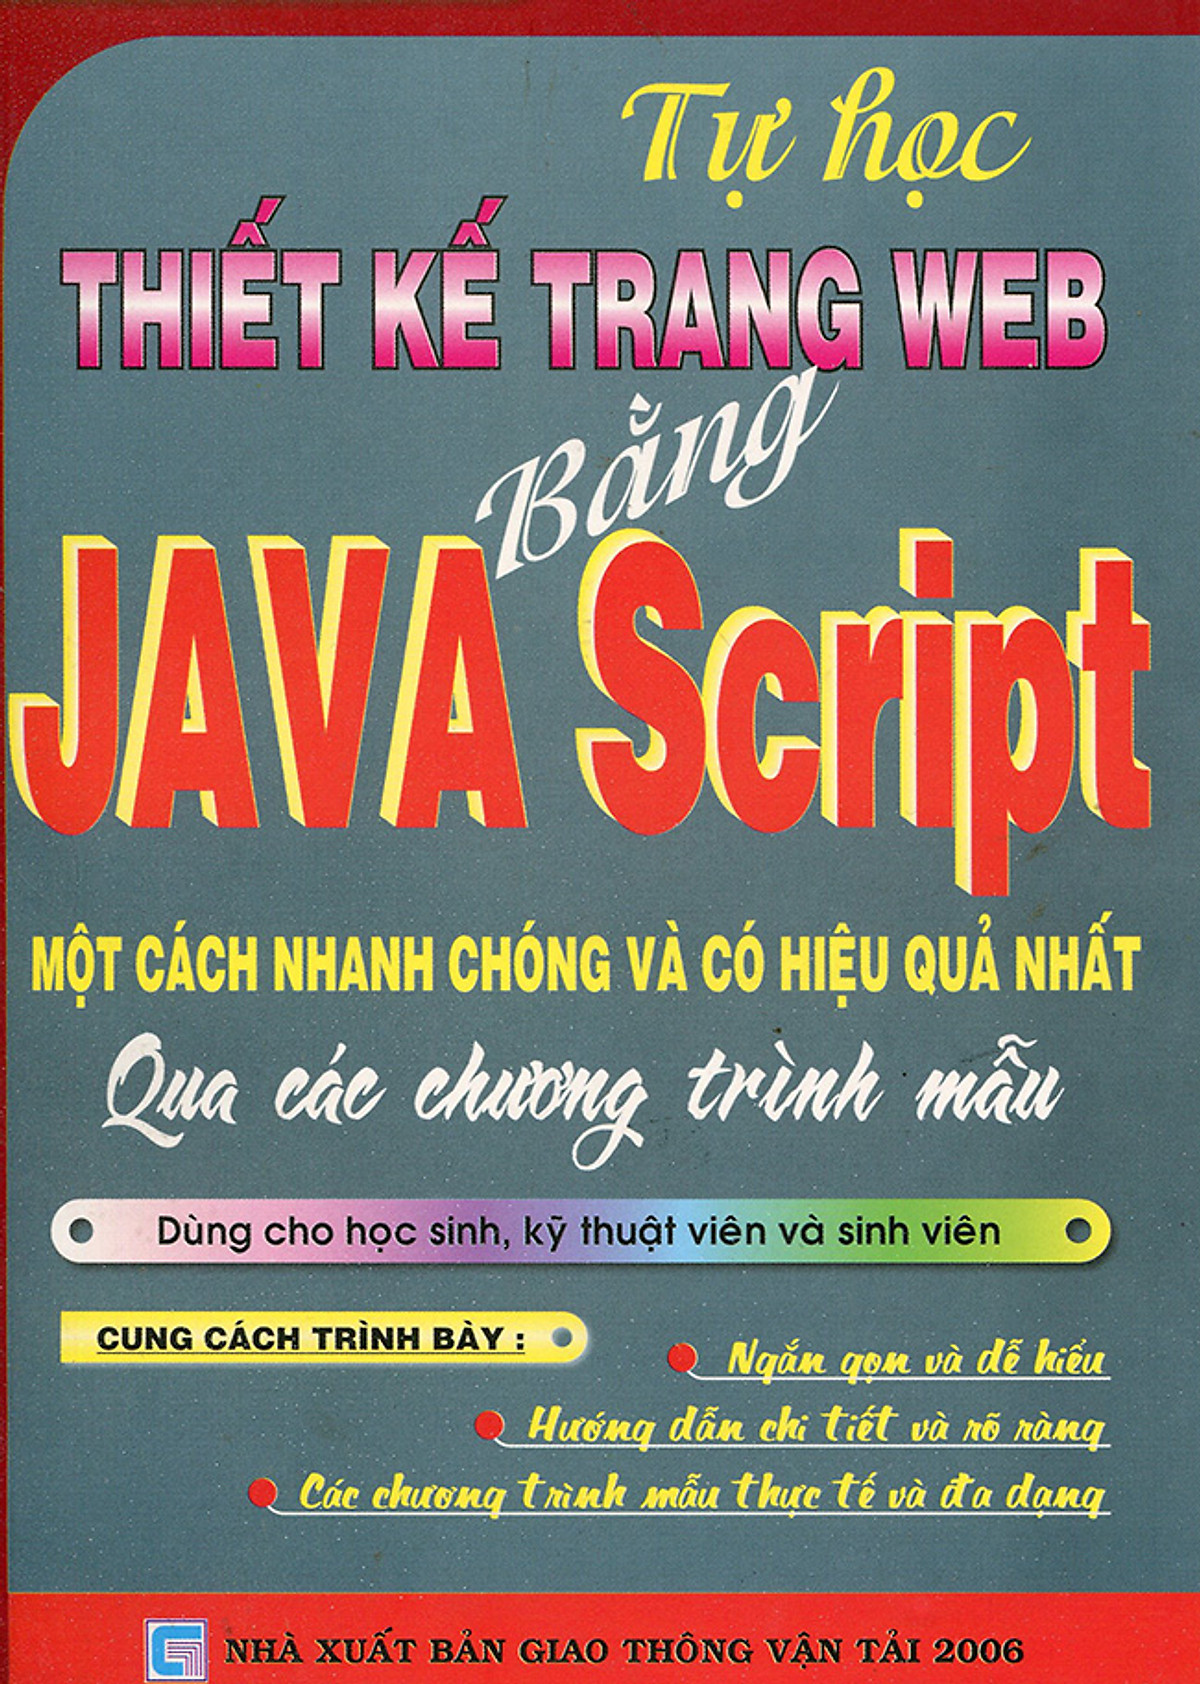 Tự học
THIẾT KẾ TRANG WEB
Bằng
JAVA Script
MỘT CÁCH NHANH CHÓNG VÀ CÓ HIỆU QUẢ NHẤT
Qua các chương trình mẫu
Dùng cho học sinh, kỹ thuật viên và sinh viên
CUNG CÁCH TRÌNH BÀY :
Ngắn gọn và dễ hiểu
Hướng dẫn chi tiết và rõ ràng
Các chương trình mẫu thực tế và đa dạng
NHÀ XUẤT BẢN GIAO THÔNG VẬN TẢI 2006